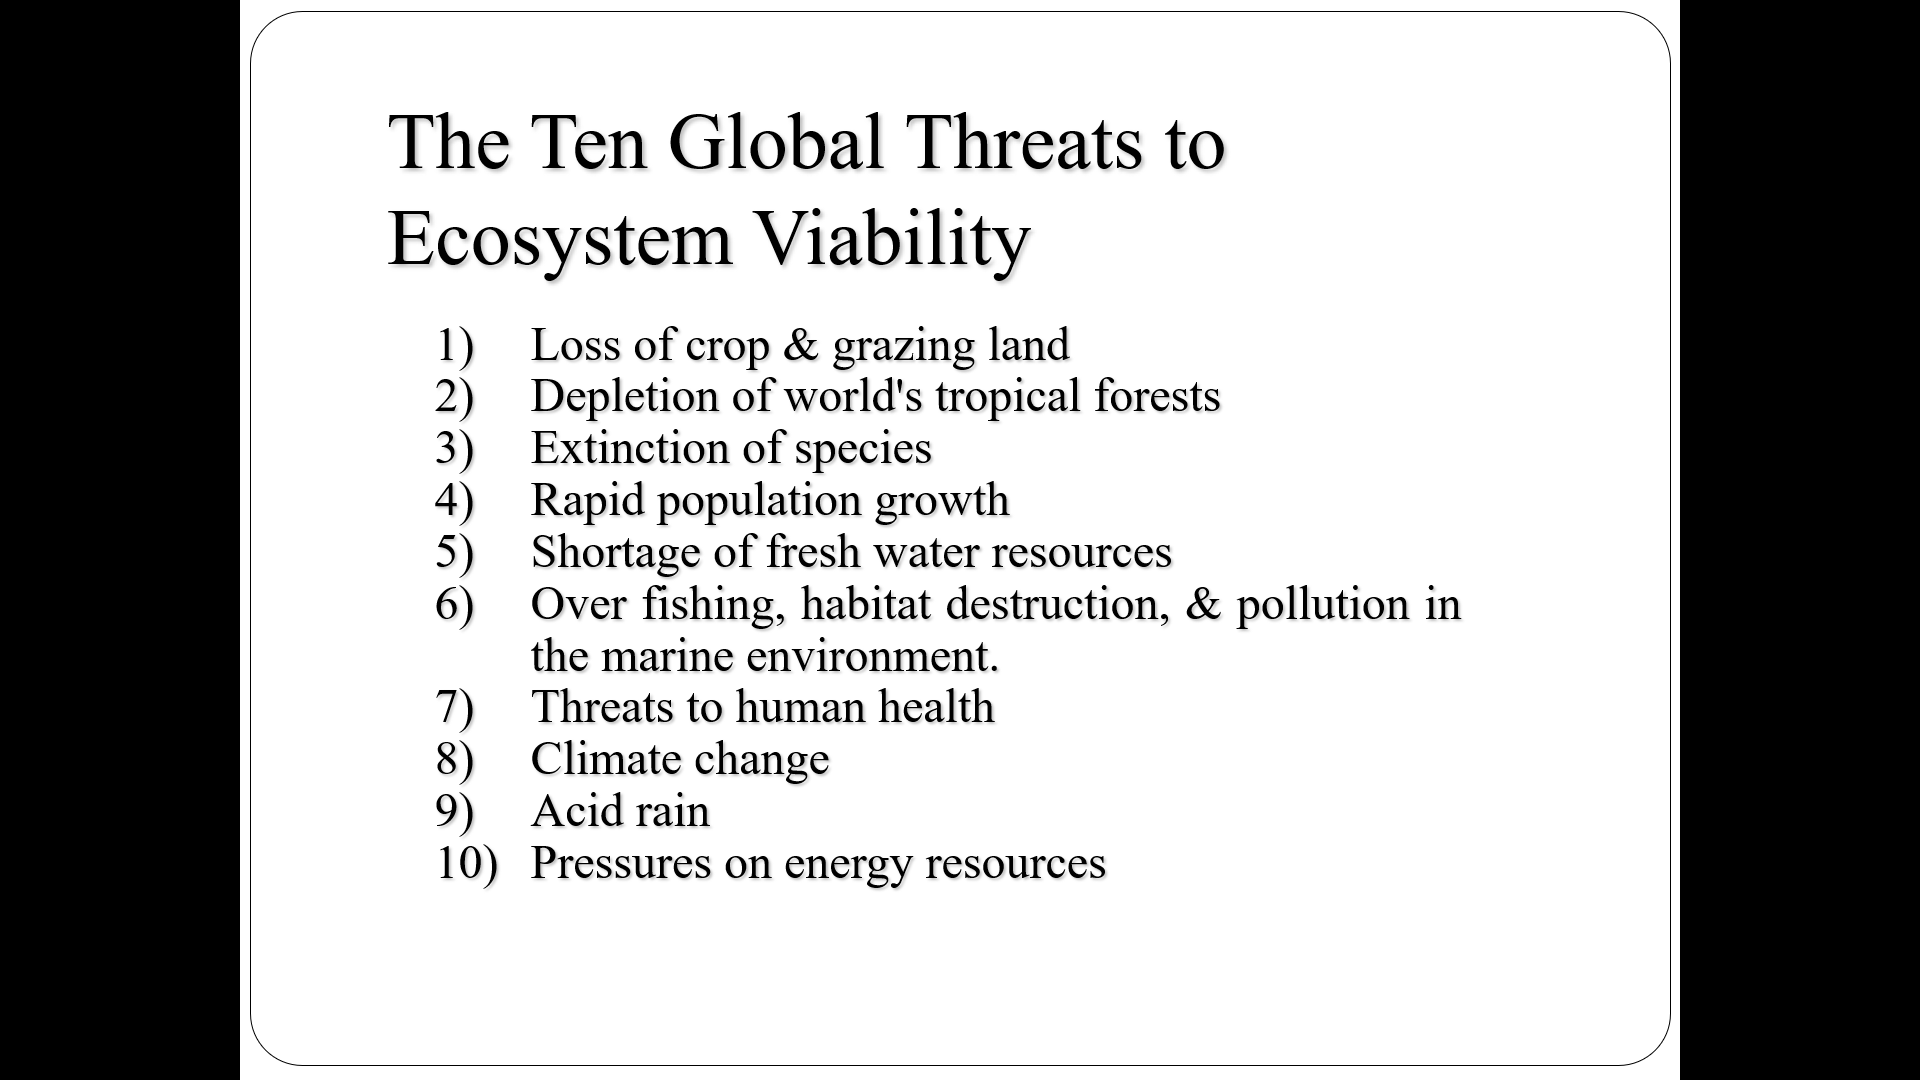 The Ten Global Threats to
Ecosystem Viability
1) Loss of crop & grazing land
2) Depletion of world's tropical forests
3) Extinction of species
4) Rapid population growth
5) Shortage of fresh water resources
6) Over fishing, habitat destruction, & pollution in
the marine environment.
7) Threats to human health
8) Climate change
9) Acid rain
10) Pressures on energy resources